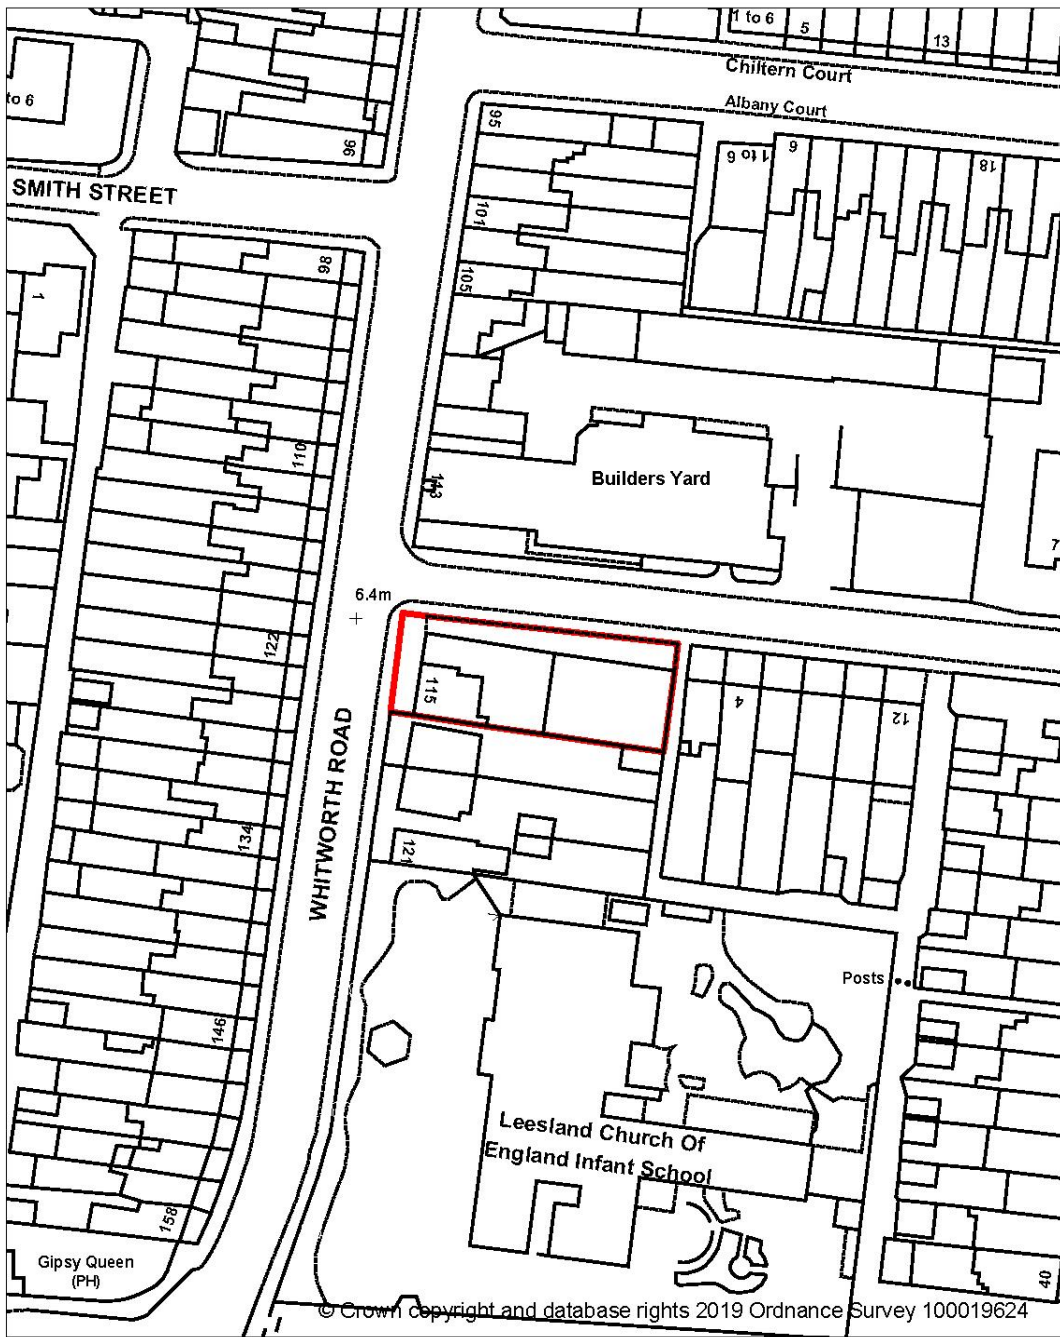 1 to 6
5
13
Chiltern Court
to 6
Albany Court
95
96
1 to 6
6
18
SMITH STREET
101
98
105
1
110
143
Builders Yard
7
6.4m
122
115
4
12
WHITWORTH ROAD
134
121
Posts
146
Leesland Church Of
England Infant School
158
Gipsy Queen
(PH)
40
© Crown copyright and database rights 2019 Ordnance Survey 100019624